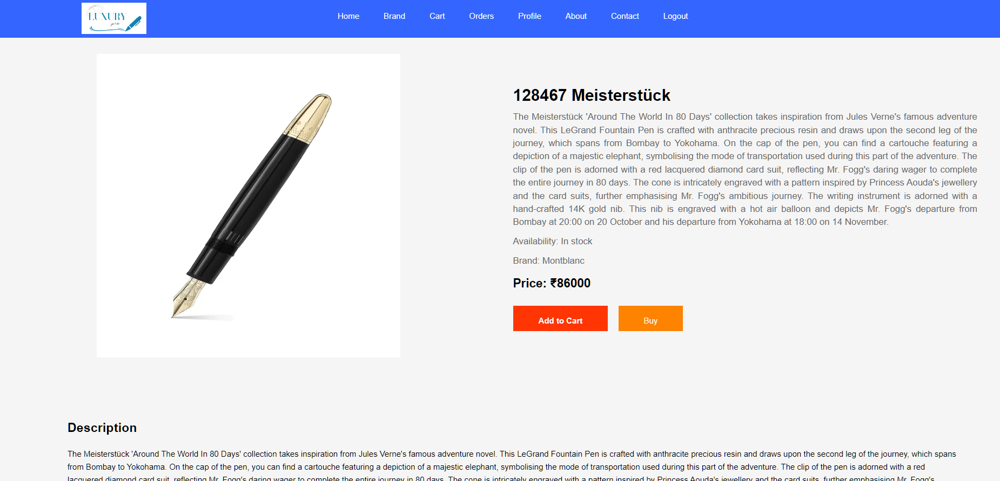 LUXURY
pen
Home Brand Cart Orders Profile About Contact Logout
128467 Meisterstück
The Meisterstück 'Around The World In 80 Days' collection takes inspiration from Jules Verne's famous adventure
novel. This LeGrand Fountain Pen is crafted with anthracite precious resin and draws upon the second leg of the
journey, which spans from Bombay to Yokohama. On the cap of the pen, you can find a cartouche featuring a
depiction of a majestic elephant, symbolising the mode of transportation used during this part of the adventure. The
clip of the pen is adorned with a red lacquered diamond card suit, reflecting Mr. Fogg's daring wager to complete
the entire journey in 80 days. The cone is intricately engraved with a pattern inspired by Princess Aouda's jewellery
and the card suits, further emphasising Mr. Fogg's ambitious journey. The writing instrument is adorned with a
hand-crafted 14K gold nib. This nib is engraved with a hot air balloon and depicts Mr. Fogg's departure from
Bombay at 20:00 on 20 October and his departure from Yokohama at 18:00 on 14 November.
Availability: In stock
Brand: Montblanc
Price: ₹86000
Add to Cart Buy
Description
The Meisterstück 'Around The World In 80 Days' collection takes inspiration from Jules Verne's famous adventure novel. This LeGrand Fountain Pen is crafted with anthracite precious resin and draws upon the second leg of the journey, which spans
from Bombay to Yokohama. On the cap of the pen, you can find a cartouche featuring a depiction of a majestic elephant, symbolising the mode of transportation used during this part of the adventure. The clip of the pen is adorned with a red
lacquered diamond card suit, reflecting Mr. Fogg's daring wager to complete the entire journey in 80 days. The cone is intricately engraved with a pattern inspired by Princess Aouda's jewellery and the card suits, further emphasising Mr. Fogg's